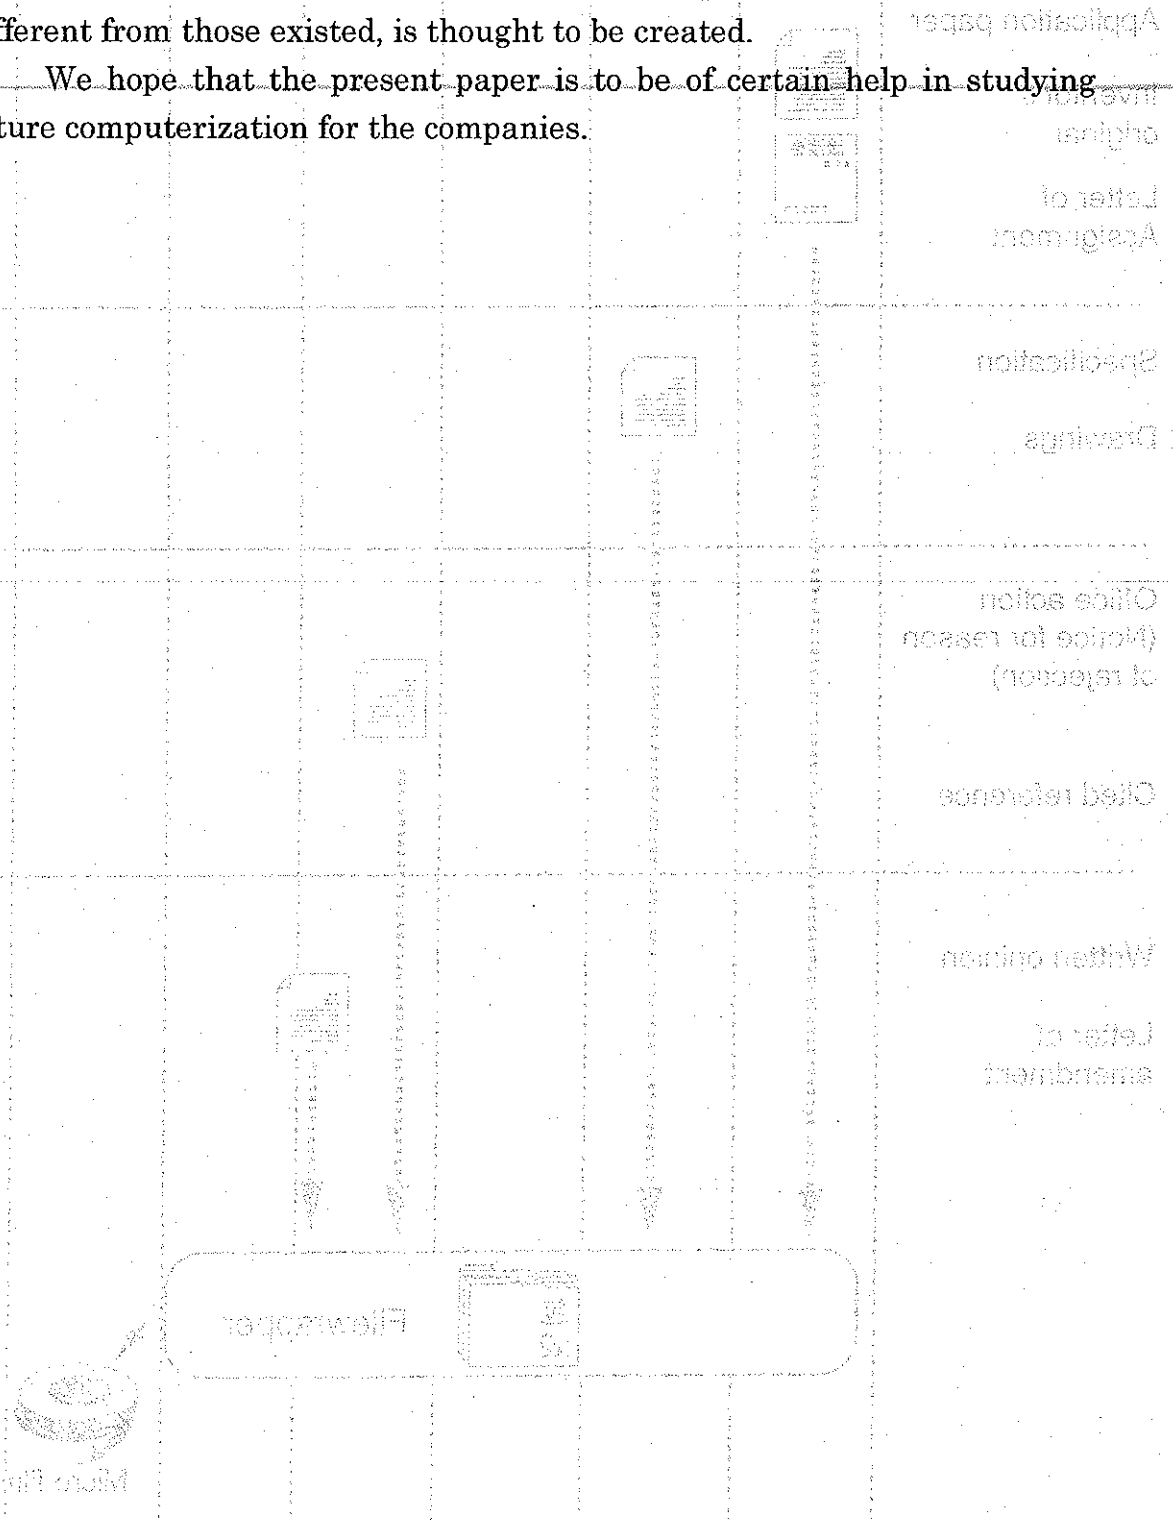 fferent from those existed, is thought to be created.
We hope that the present paper is to be of certain help in studying
ture computerization for the companies.
Application paper
Inventor's
original
Letter of
Assignment
Specification
Drawings
Office action
(Notice for reason
of rejection)
Cited reference
Written opinion
Letter of
amendment
Filewrapper
Micro Fil